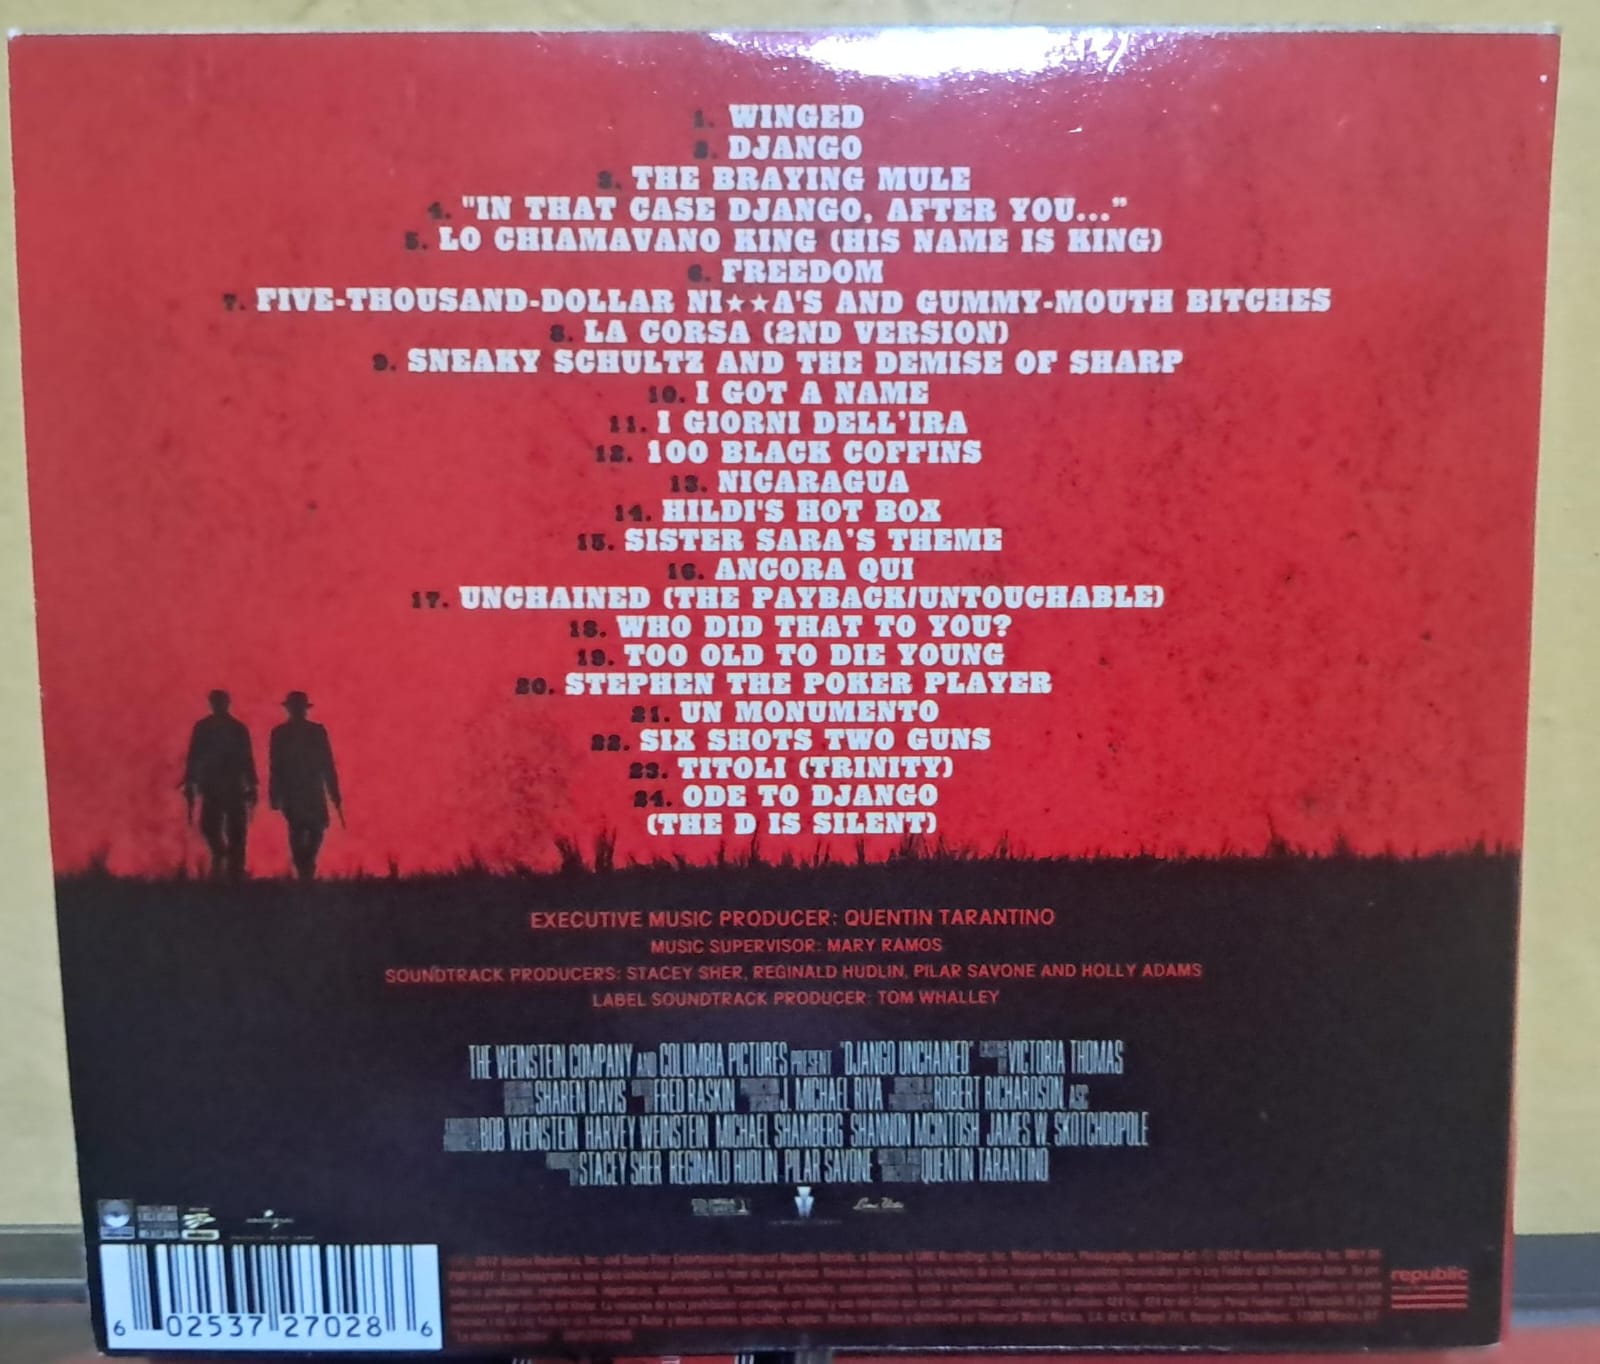 1. WINGED
2. DJANGO
3. THE BRAYING MULE
4. "IN THAT CASE DJANGO, AFTER YOU..."
5. LO CHIAMAVANO KING (HIS NAME IS KING)
6. FREEDOM
7. FIVE-THOUSAND-DOLLAR NI★★A'S AND GUMMY-MOUTH BITCHES
8. LA CORSA (2ND VERSION)
9. SNEAKY SCHULTZ AND THE DEMISE OF SHARP
10. I GOT A NAME
11. I GIORNI DELL'IRA
12. 100 BLACK COFFINS
13. NICARAGUA
14. HILDI'S HOT BOX
15. SISTER SARA'S THEME
16. ANCORA QUI
17. UNCHAINED (THE PAYBACK/UNTOUCHABLE)
18. WHO DID THAT TO YOU?
19. TOO OLD TO DIE YOUNG
20. STEPHEN THE POKER PLAYER
21. UN MONUMENTO
22. SIX SHOTS TWO GUNS
23. TITOLI (TRINITY)
24. ODE TO DJANGO
(THE D IS SILENT)
EXECUTIVE MUSIC PRODUCER: QUENTIN TARANTINO
MUSIC SUPERVISOR: MARY RAMOS
SOUNDTRACK PRODUCERS: STACEY SHER, REGINALD HUDLIN, PILAR SAVONE AND HOLLY ADAMS
LABEL SOUNDTRACK PRODUCER: TOM WHALLEY
THE WEINSTEIN COMPANY AND COLUMBIA PICTURES PRESENT "DJANGO UNCHAINED" VICTORIA THOMAS
SHAREN DAVIS FRED RASKIN J. MICHAEL RIVA ROBERT RICHARDSON, ASC
BOB WEINSTEIN HARVEY WEINSTEIN MICHAEL SHAMBERG SHANNON MCINTOSH JAMES W. SKOTCHDOPOLE
STACEY SHER REGINALD HUDLIN PILAR SAVONE QUENTIN TARANTINO
republic
6 02537 27028 6